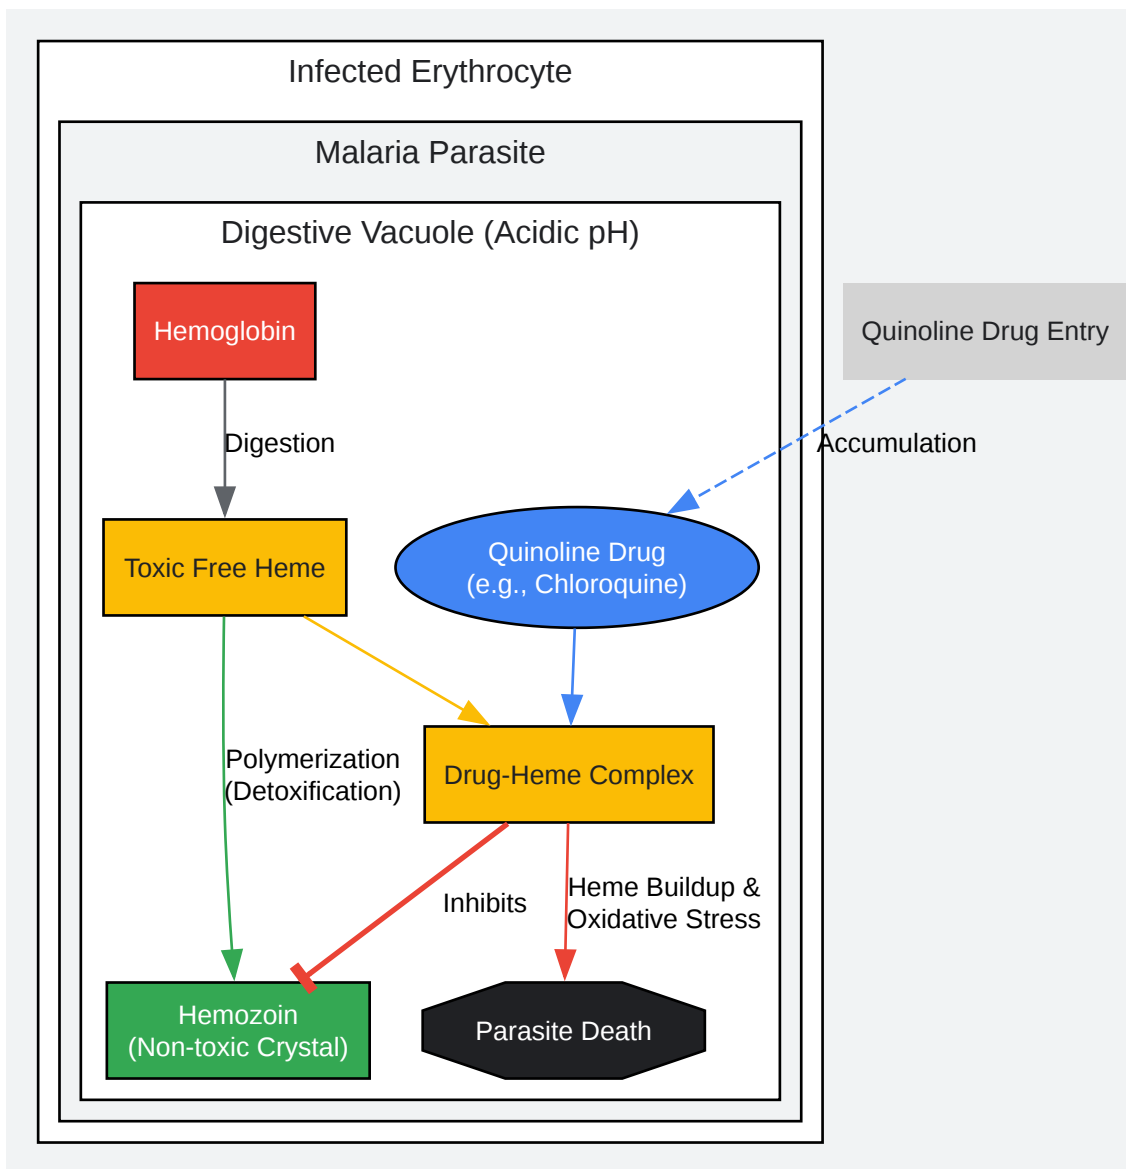 Infected Erythrocyte
Malaria Parasite
Digestive Vacuole (Acidic pH)
Hemoglobin
Quinoline Drug Entry
Digestion
Accumulation
Toxic Free Heme
Quinoline Drug
(e.g., Chloroquine)
Polymerization
(Detoxification)
Drug-Heme Complex
Inhibits
Heme Buildup &
Oxidative Stress
Hemozoin
(Non-toxic Crystal)
Parasite Death